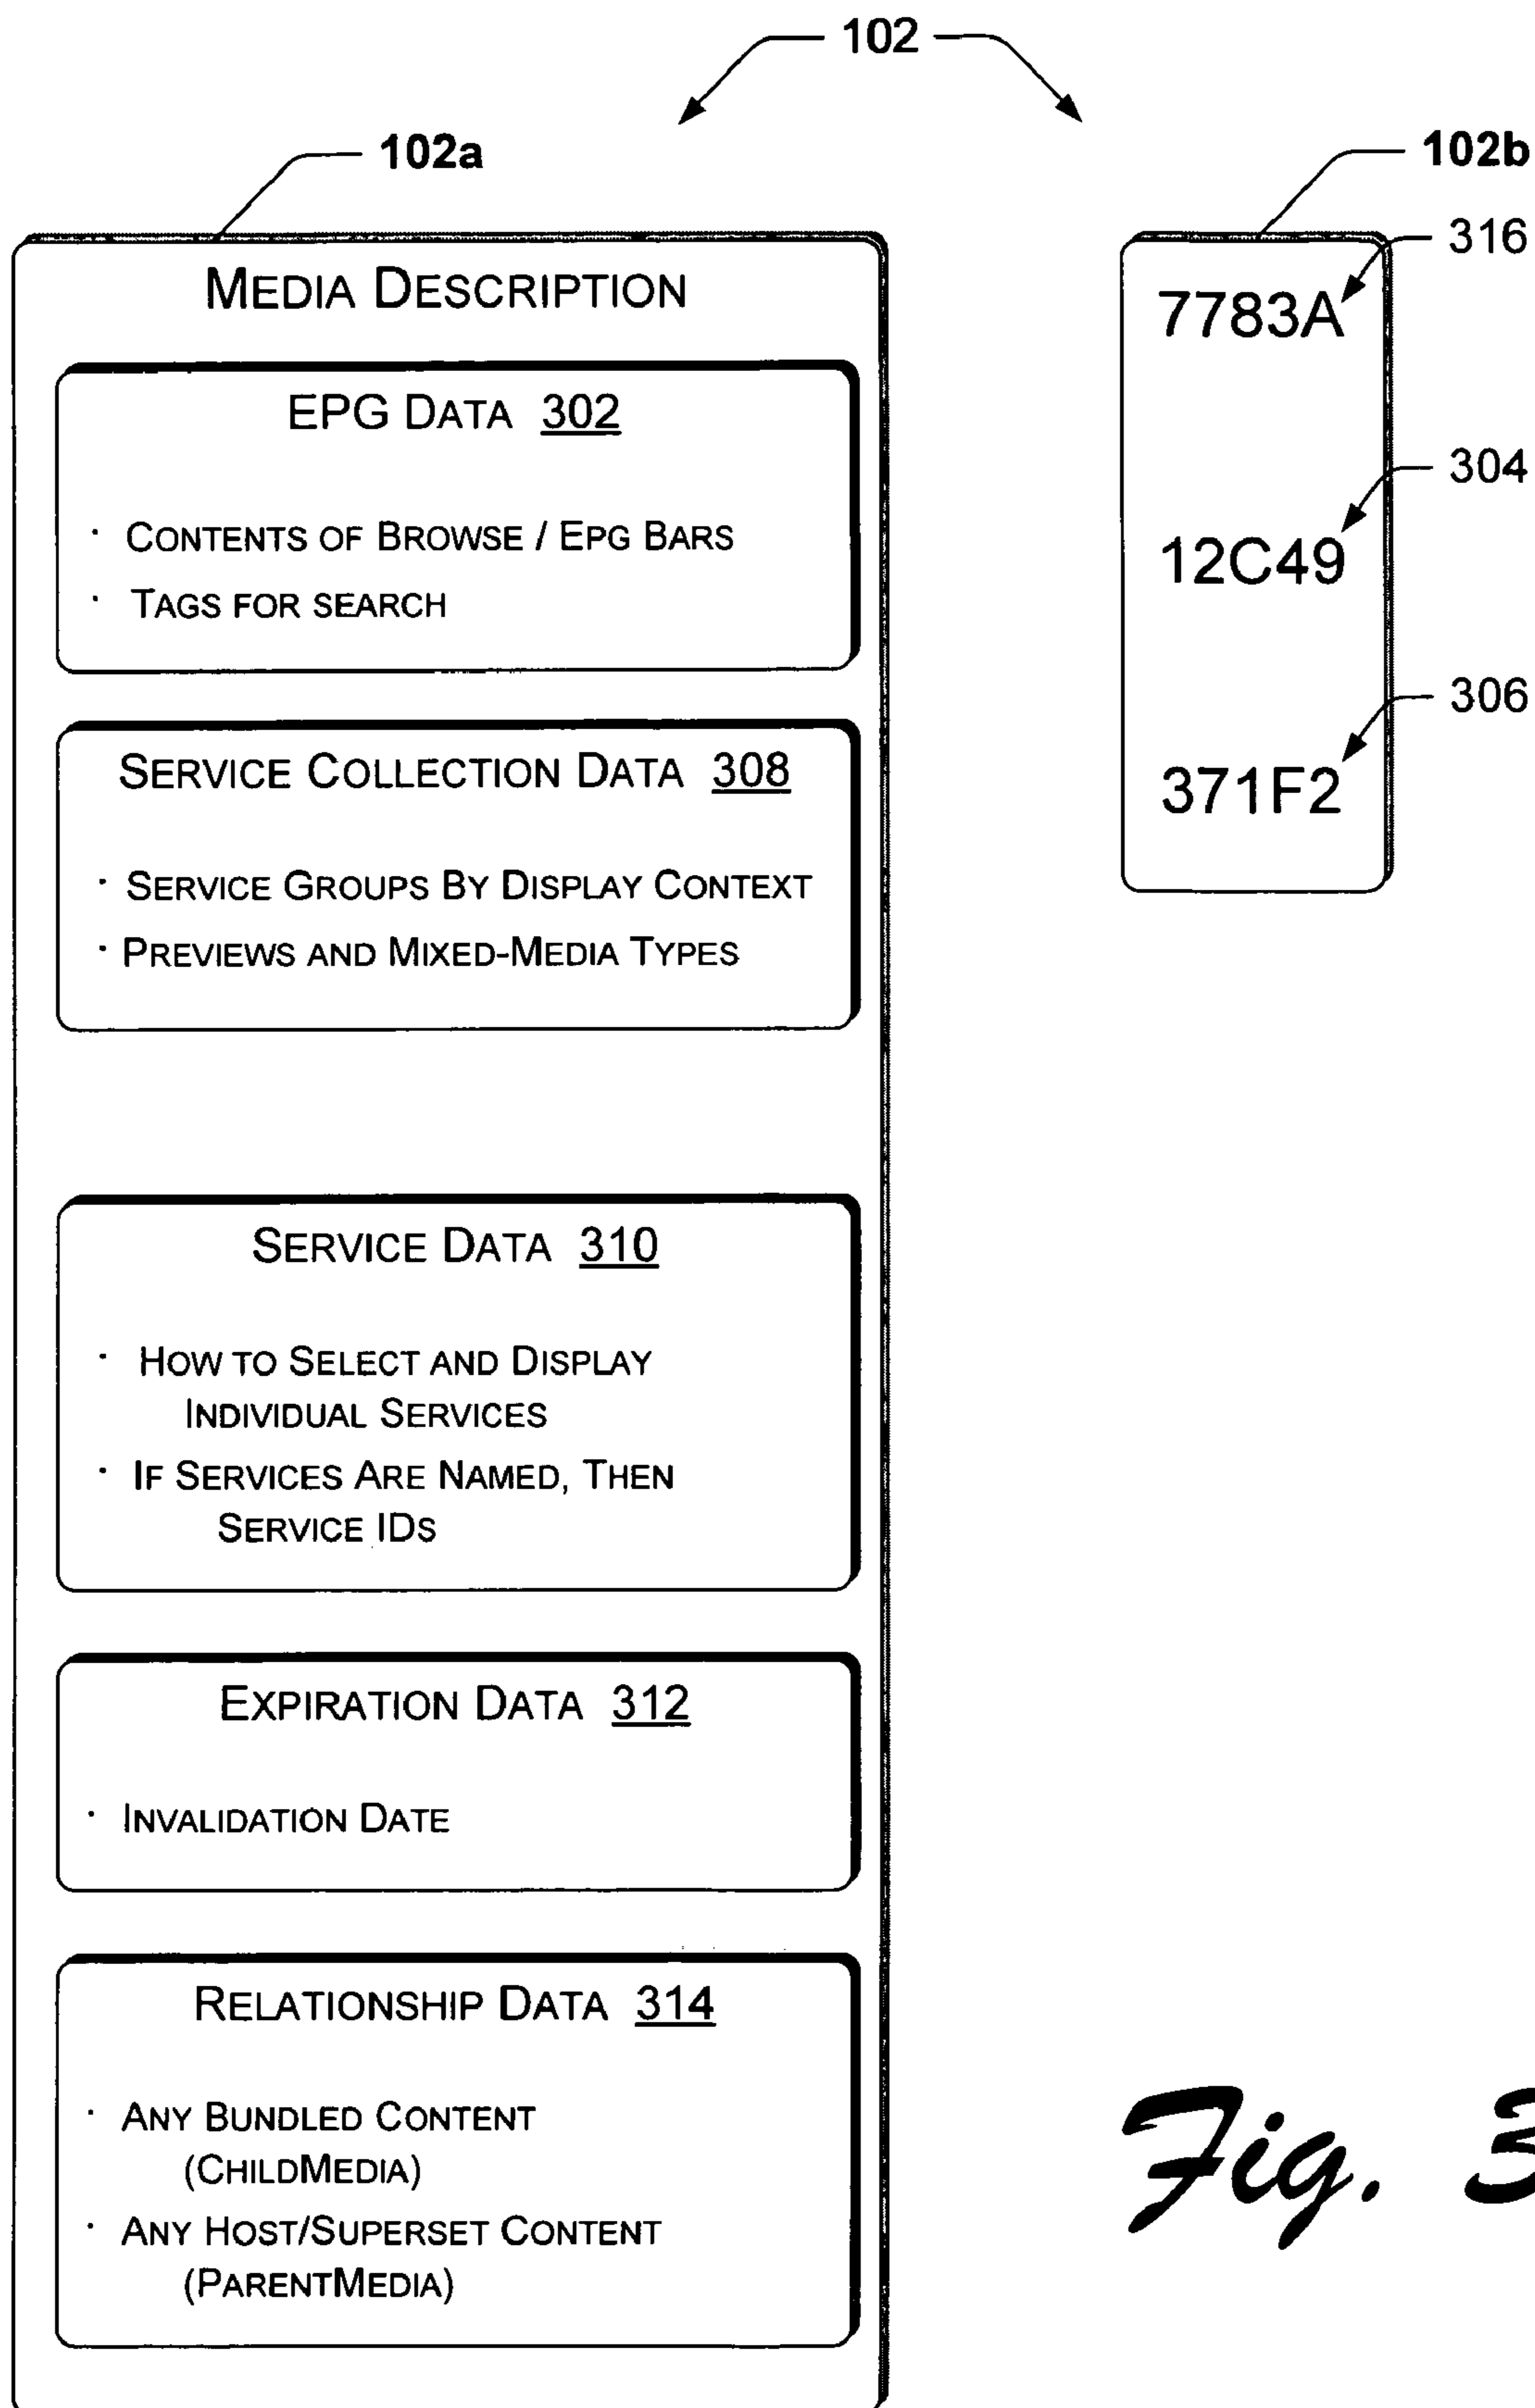 102
102a
MEDIA DESCRIPTION
EPG DATA 302
· CONTENTS OF BROWSE / EPG BARS
· TAGS FOR SEARCH
SERVICE COLLECTION DATA 308
· SERVICE GROUPS BY DISPLAY CONTEXT
· PREVIEWS AND MIXED-MEDIA TYPES
SERVICE DATA 310
· HOW TO SELECT AND DISPLAY
INDIVIDUAL SERVICES
· IF SERVICES ARE NAMED, THEN
SERVICE IDS
EXPIRATION DATA 312
· INVALIDATION DATE
RELATIONSHIP DATA 314
· ANY BUNDLED CONTENT
(CHILDMEDIA)
· ANY HOST/SUPERSET CONTENT
(PARENTMEDIA)
102b
316
7783A
304
12C49
306
371F2
Fig. 3